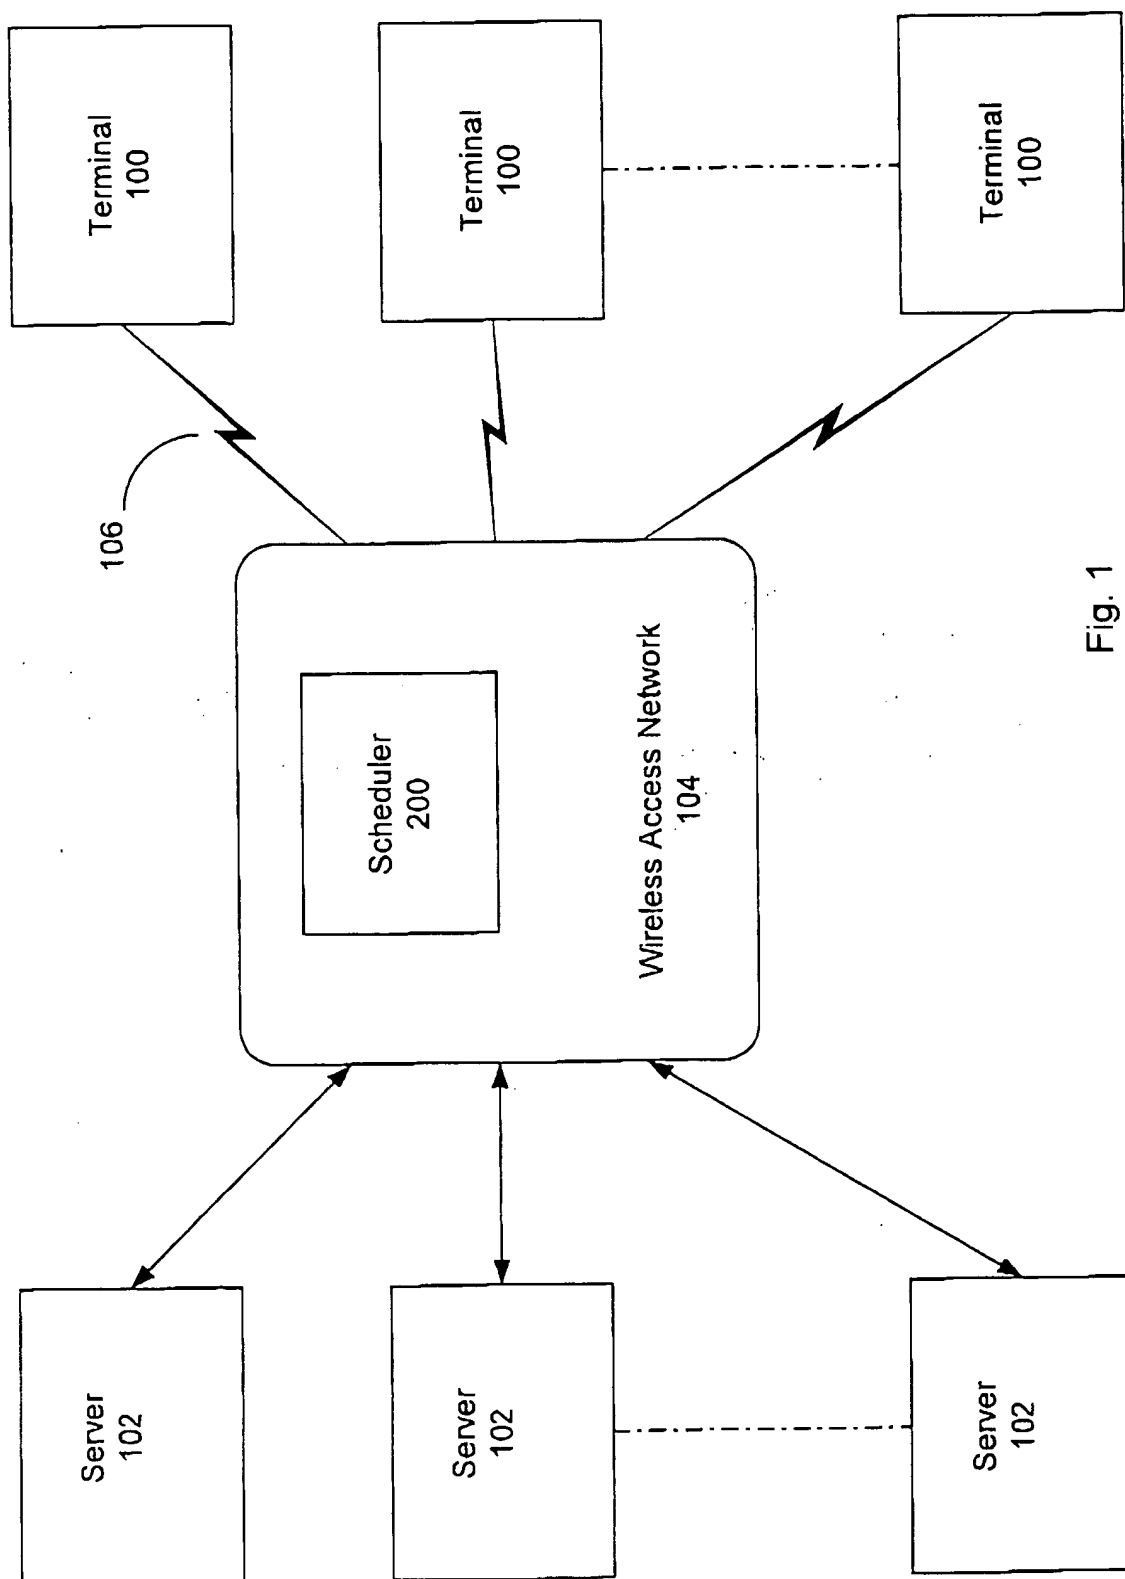 Server
102
Server
102
Server
102
Scheduler
200
Wireless Access Network
104
106
Terminal
100
Terminal
100
Terminal
100
Fig. 1